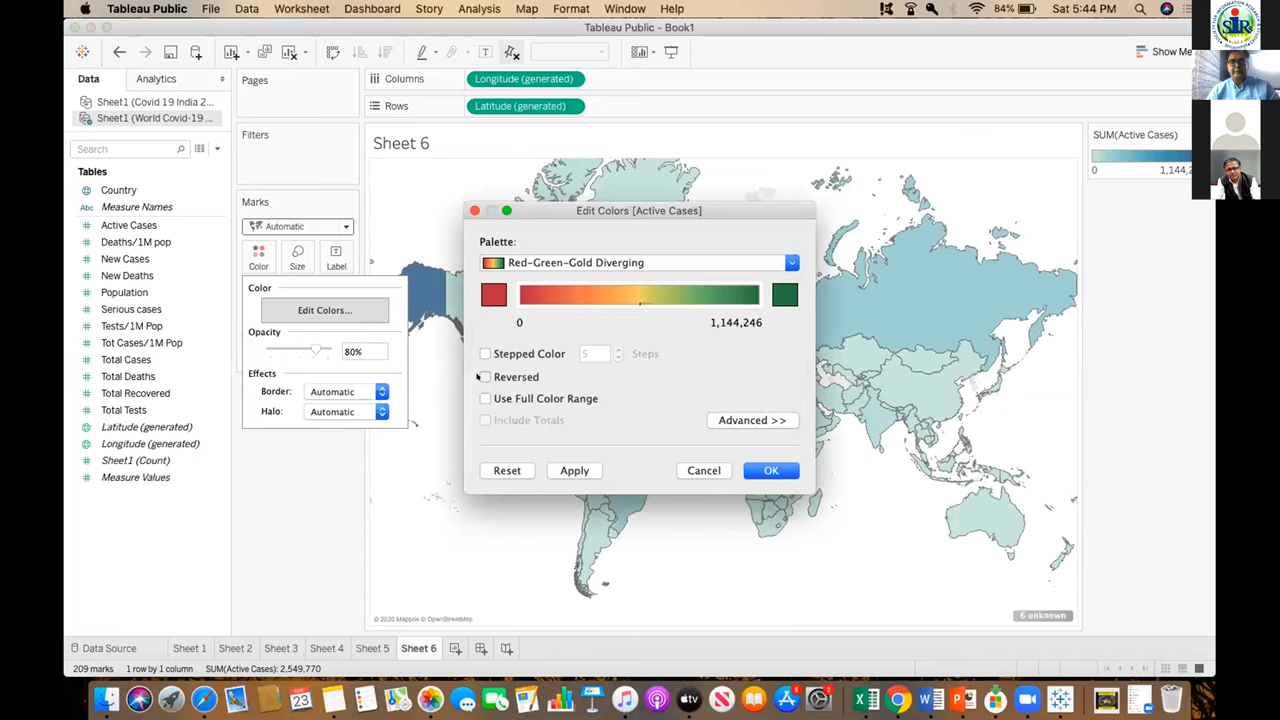 Tableau Public File Data Worksheet Dashboard Story Analysis Map Format Window Help 84% Sat 5:44 PM
Tableau Public - Book1
Show Me
Data Analytics
Pages
Columns Longitude (generated)
Sheet1 (Covid 19 India 2...
Rows Latitude (generated)
Sheet1 (World Covid-19 ...
Filters
Sheet 6
SUM(Active Cases)
Search
0 1,144,2
Tables
Country
Measure Names
Marks
Active Cases
Automatic
Deaths/1M pop
New Cases
Color Size Label
New Deaths
Population
Serious cases
Tests/1M Pop
Tot Cases/1M Pop
Total Cases
Total Deaths
Total Recovered
Total Tests
Latitude (generated)
Longitude (generated)
Sheet1 (Count)
Measure Values
Color
Edit Colors...
Opacity
80%
Effects
Border: Automatic
Halo: Automatic
Edit Colors [Active Cases]
Palette:
Red-Green-Gold Diverging
0 1,144,246
Stepped Color 5 Steps
Reversed
Use Full Color Range
Include Totals Advanced >>
Reset Apply Cancel OK
© 2020 Mapbox © OpenStreetMap
6 unknown
Data Source Sheet 1 Sheet 2 Sheet 3 Sheet 4 Sheet 5 Sheet 6
209 marks 1 row by 1 column SUM(Active Cases): 2,549,770